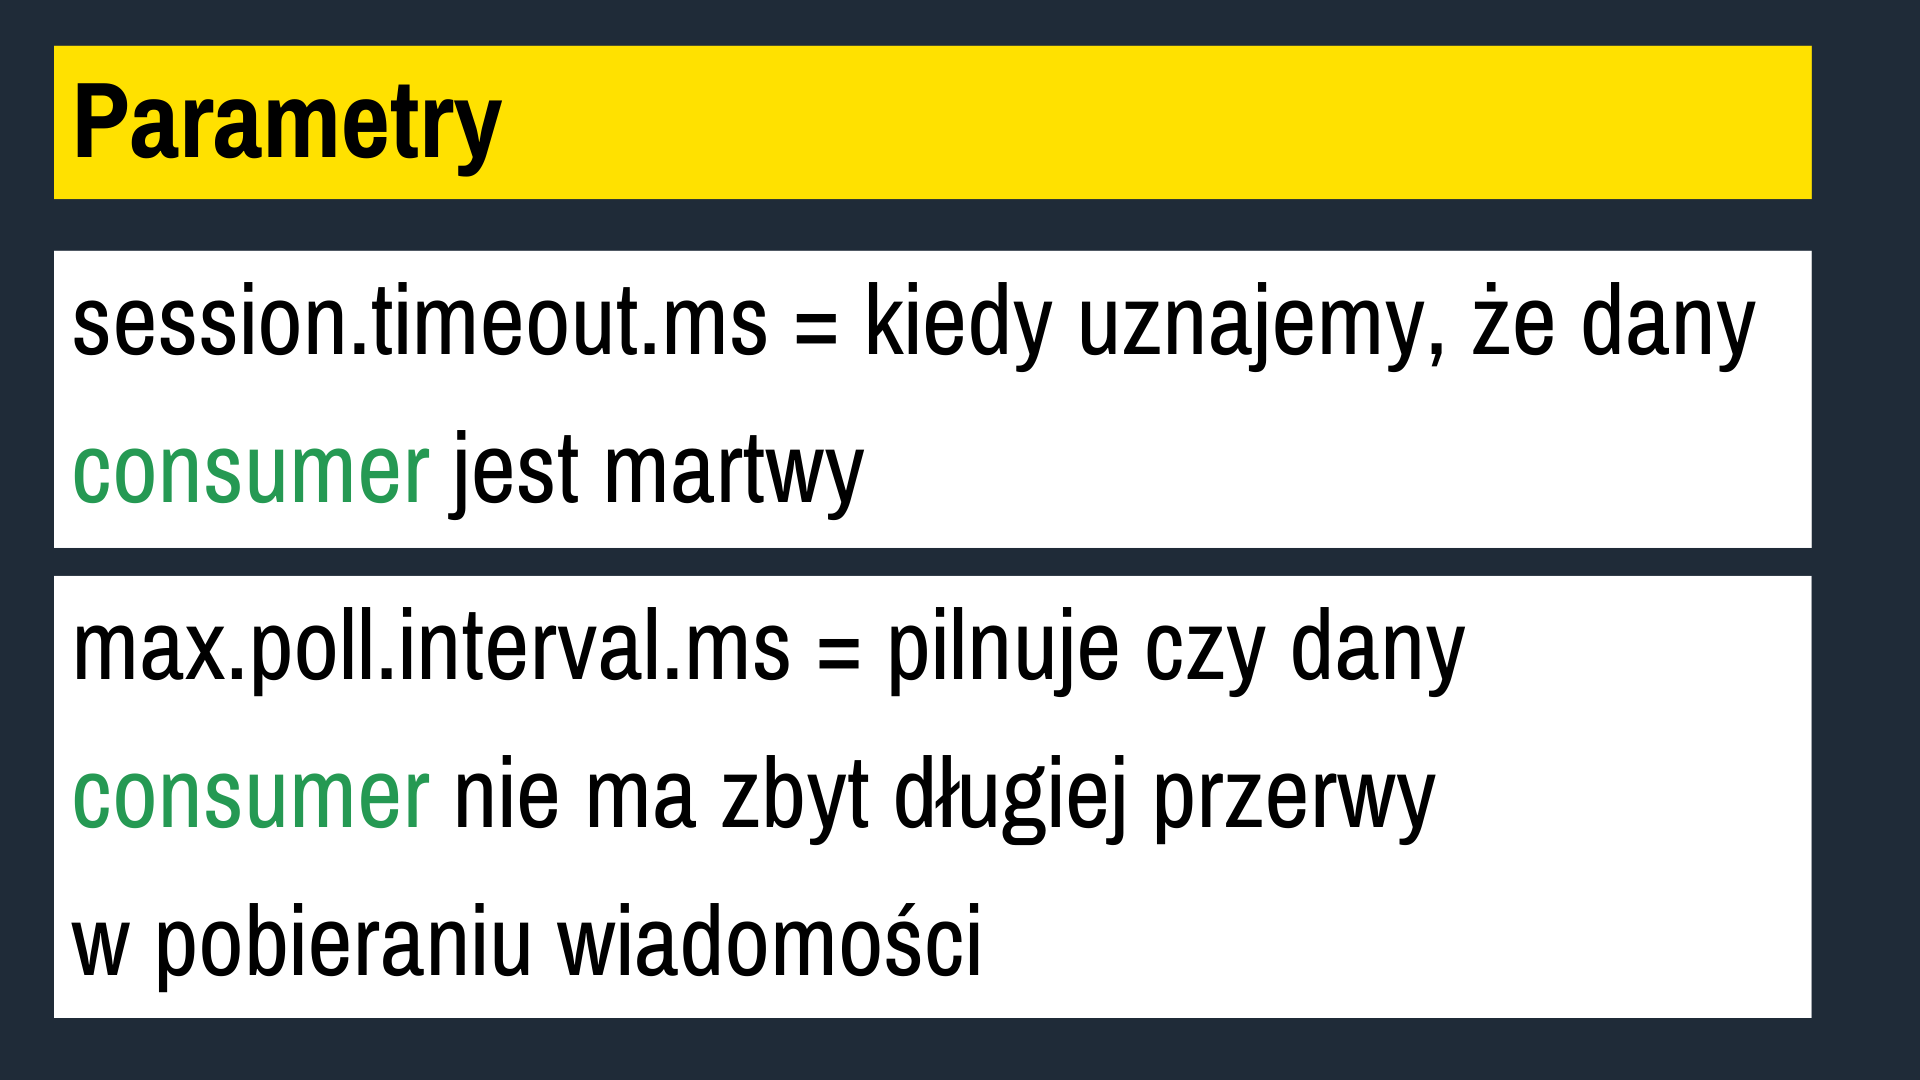 Parametry
session.timeout.ms = kiedy uznajemy, że dany
consumer jest martwy
max.poll.interval.ms = pilnuje czy dany
consumer nie ma zbyt długiej przerwy
w pobieraniu wiadomości